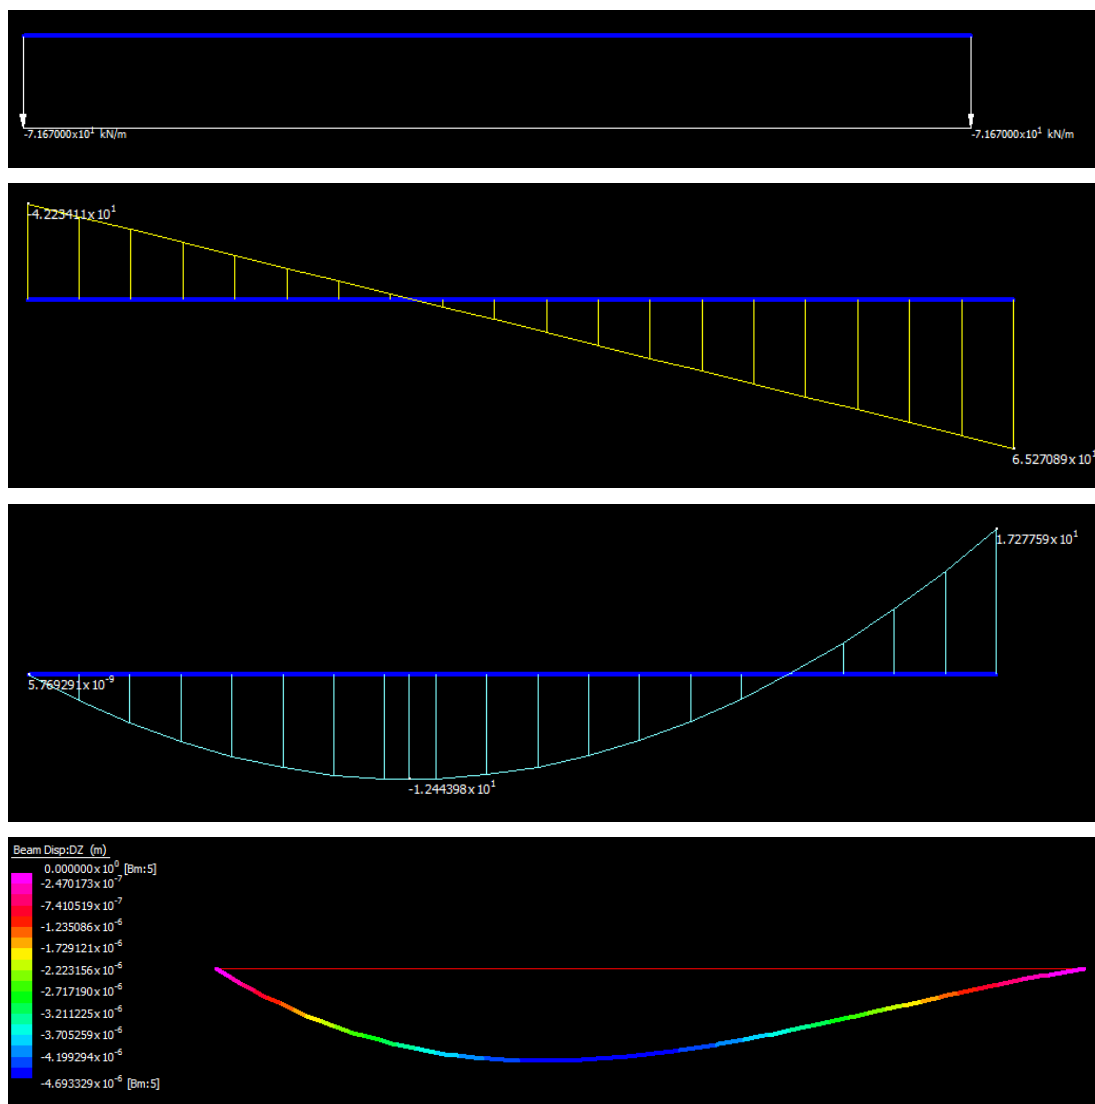 -7.167000x10¹ kN/m
-7.167000x10¹ kN/m
-4.223411x10¹
6.527089x10¹
1.727759x10¹
5.769291x10⁻⁹
-1.244398x10¹
Beam Disp:DZ (m)
0.000000x10⁰ [Bm:5]
-2.470173x10⁻⁷
-7.410519x10⁻⁷
-1.235086x10⁻⁶
-1.729121x10⁻⁶
-2.223156x10⁻⁶
-2.717190x10⁻⁶
-3.211225x10⁻⁶
-3.705259x10⁻⁶
-4.199294x10⁻⁶
-4.693329x10⁻⁶ [Bm:5]